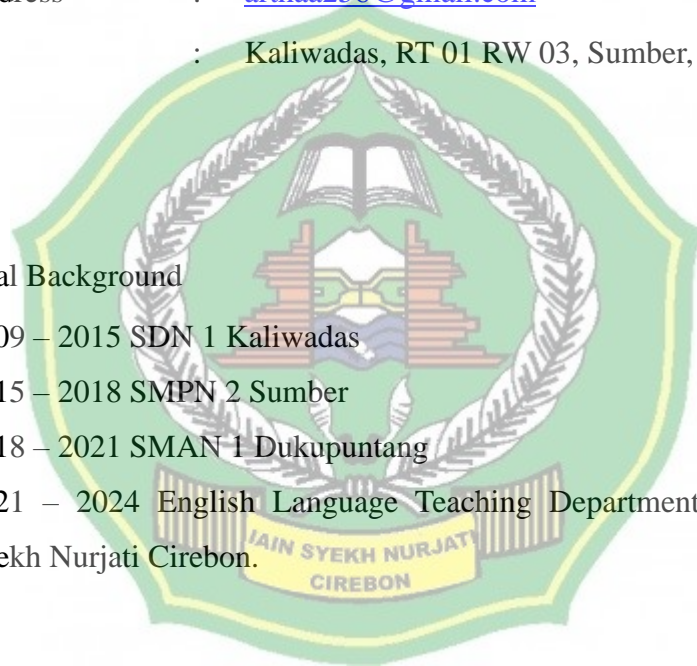 dress :
: Kaliwadas, RT 01 RW 03, Sumber,
al Background
09 – 2015 SDN 1 Kaliwadas
15 – 2018 SMPN 2 Sumber
18 – 2021 SMAN 1 Dukupuntang
21 – 2024 English Language Teaching Department
ekh Nurjati Cirebon.
IAIN SYEKH NURJATI
CIREBON